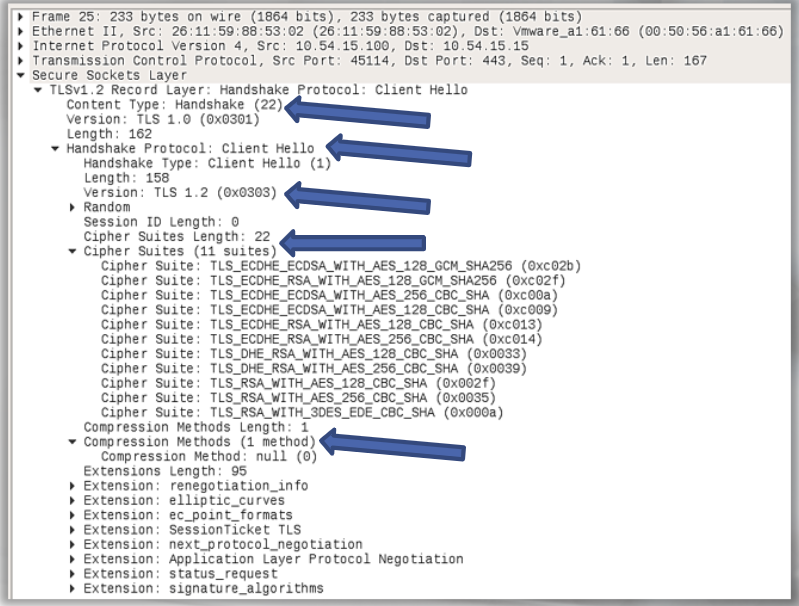 Frame 25: 233 bytes on wire (1864 bits), 233 bytes captured (1864 bits)
Ethernet II, Src: 26:11:59:88:53:02 (26:11:59:88:53:02), Dst: Vmware_a1:61:66 (00:50:56:a1:61:66)
Internet Protocol Version 4, Src: 10.54.15.100, Dst: 10.54.15.15
Transmission Control Protocol, Src Port: 45114, Dst Port: 443, Seq: 1, Ack: 1, Len: 167
Secure Sockets Layer
TLSv1.2 Record Layer: Handshake Protocol: Client Hello
Content Type: Handshake (22)
Version: TLS 1.0 (0x0301)
Length: 162
Handshake Protocol: Client Hello
Handshake Type: Client Hello (1)
Length: 158
Version: TLS 1.2 (0x0303)
Random
Session ID Length: 0
Cipher Suites Length: 22
Cipher Suites (11 suites)
Cipher Suite: TLS_ECDHE_ECDSA_WITH_AES_128_GCM_SHA256 (0xc02b)
Cipher Suite: TLS_ECDHE_RSA_WITH_AES_128_GCM_SHA256 (0xc02f)
Cipher Suite: TLS_ECDHE_ECDSA_WITH_AES_256_CBC_SHA (0xc00a)
Cipher Suite: TLS_ECDHE_ECDSA_WITH_AES_128_CBC_SHA (0xc009)
Cipher Suite: TLS_ECDHE_RSA_WITH_AES_128_CBC_SHA (0xc013)
Cipher Suite: TLS_ECDHE_RSA_WITH_AES_256_CBC_SHA (0xc014)
Cipher Suite: TLS_DHE_RSA_WITH_AES_128_CBC_SHA (0x0033)
Cipher Suite: TLS_DHE_RSA_WITH_AES_256_CBC_SHA (0x0039)
Cipher Suite: TLS_RSA_WITH_AES_128_CBC_SHA (0x002f)
Cipher Suite: TLS_RSA_WITH_AES_256_CBC_SHA (0x0035)
Cipher Suite: TLS_RSA_WITH_3DES_EDE_CBC_SHA (0x000a)
Compression Methods Length: 1
Compression Methods (1 method)
Compression Method: null (0)
Extensions Length: 95
Extension: renegotiation_info
Extension: elliptic_curves
Extension: ec_point_formats
Extension: SessionTicket TLS
Extension: next_protocol_negotiation
Extension: Application Layer Protocol Negotiation
Extension: status_request
Extension: signature_algorithms